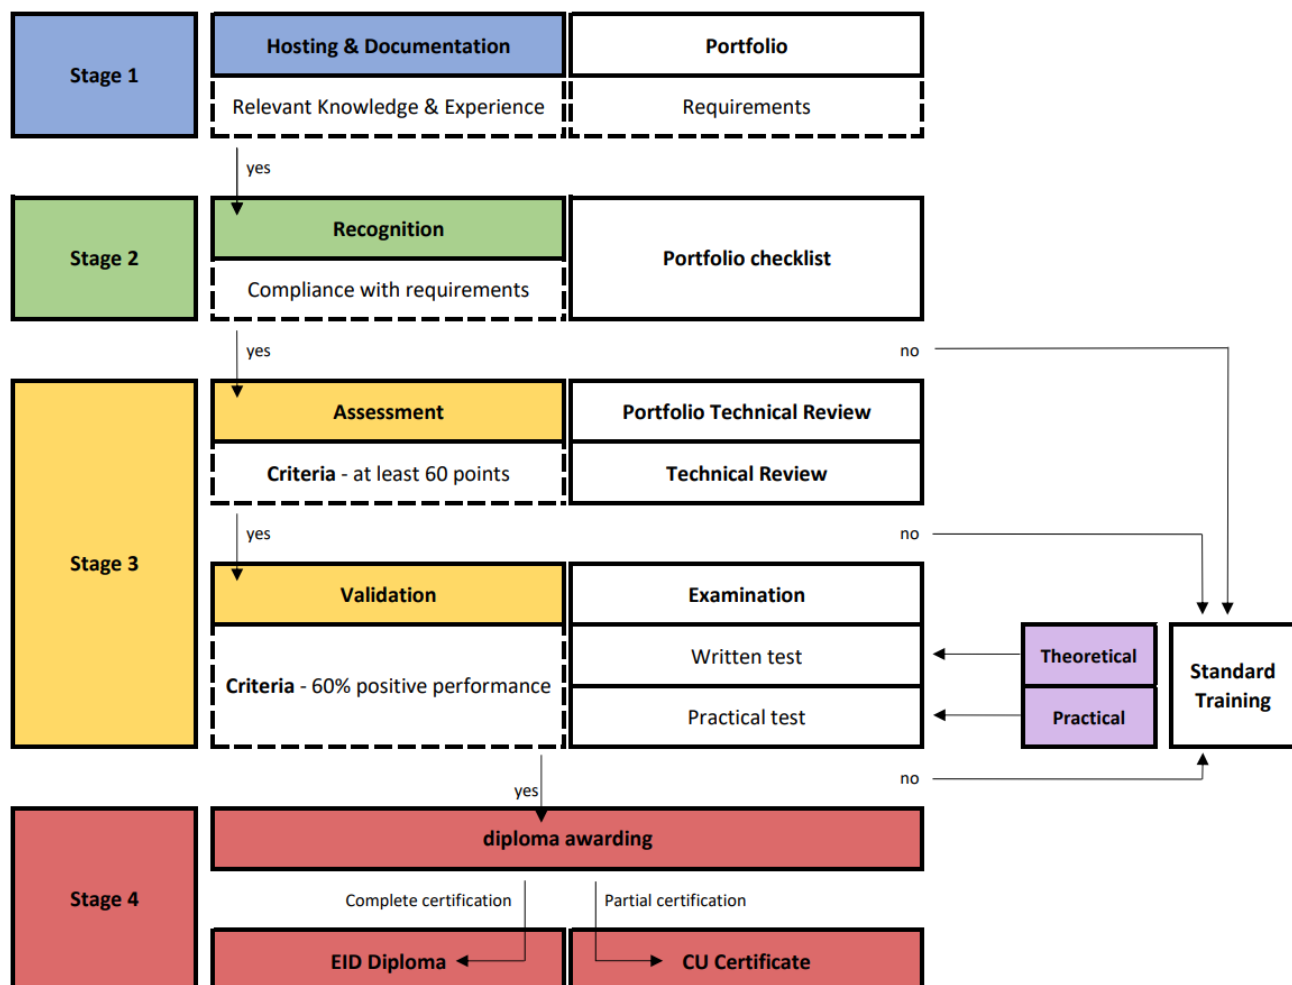 Stage 1
Hosting & Documentation
Portfolio
Relevant Knowledge & Experience
Requirements
yes
Stage 2
Recognition
Portfolio checklist
Compliance with requirements
yes
no
Stage 3
Assessment
Portfolio Technical Review
Criteria - at least 60 points
Technical Review
yes
no
Validation
Examination
Criteria - 60% positive performance
Written test
Practical test
Theoretical
Practical
Standard
Training
yes
no
Stage 4
diploma awarding
Complete certification
Partial certification
EID Diploma
CU Certificate